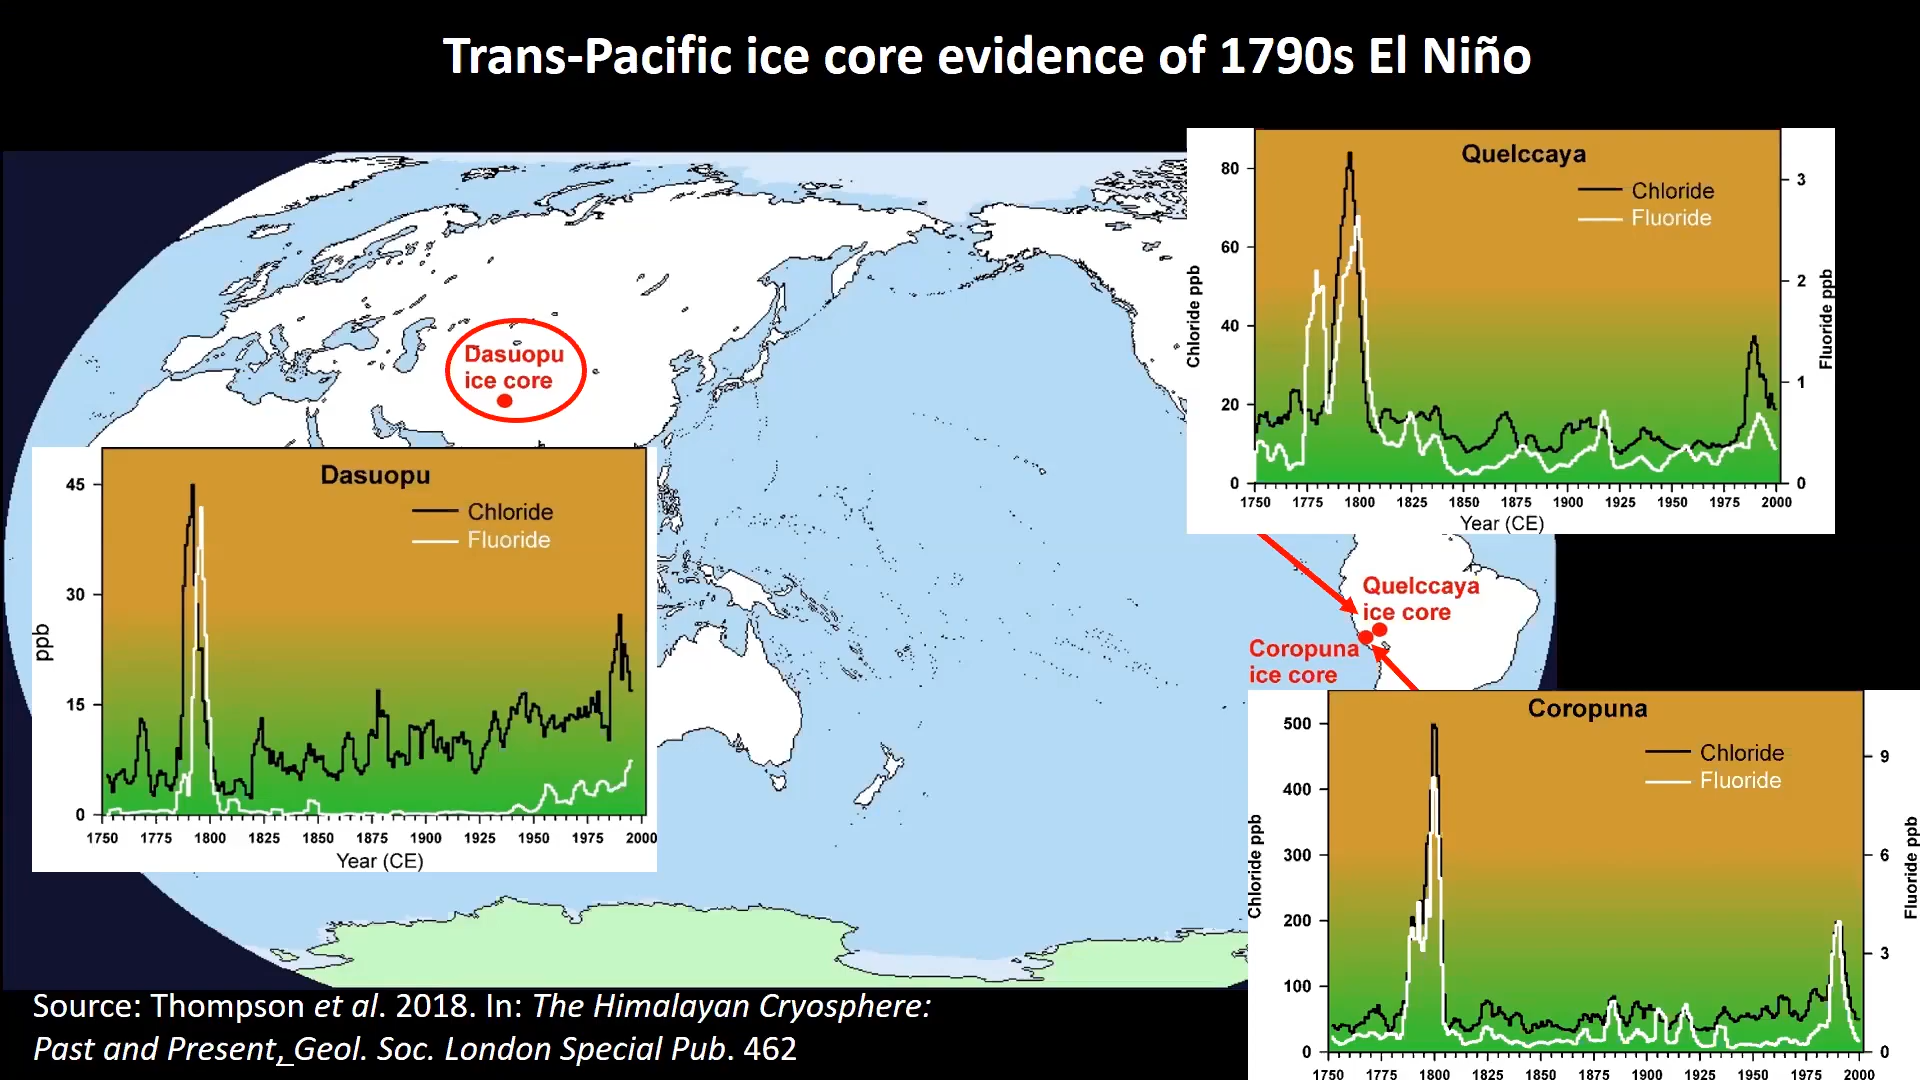 Trans-Pacific ice core evidence of 1790s El Niño
Quelccaya
Chloride
Fluoride
80
60
40
20
0
Chloride ppb
3
2
1
0
Fluoride ppb
1750 1775 1800 1825 1850 1875 1900 1925 1950 1975 2000
Year (CE)
Dasuopu
ice core
Dasuopu
Chloride
Fluoride
45
30
15
0
ppb
1750 1775 1800 1825 1850 1875 1900 1925 1950 1975 2000
Year (CE)
Quelccaya
ice core
Coropuna
ice core
Coropuna
Chloride
Fluoride
500
400
300
200
100
0
Chloride ppb
9
6
3
0
Fluoride ppb
1750 1775 1800 1825 1850 1875 1900 1925 1950 1975 2000
Source: Thompson et al. 2018. In: The Himalayan Cryosphere:
Past and Present, Geol. Soc. London Special Pub. 462